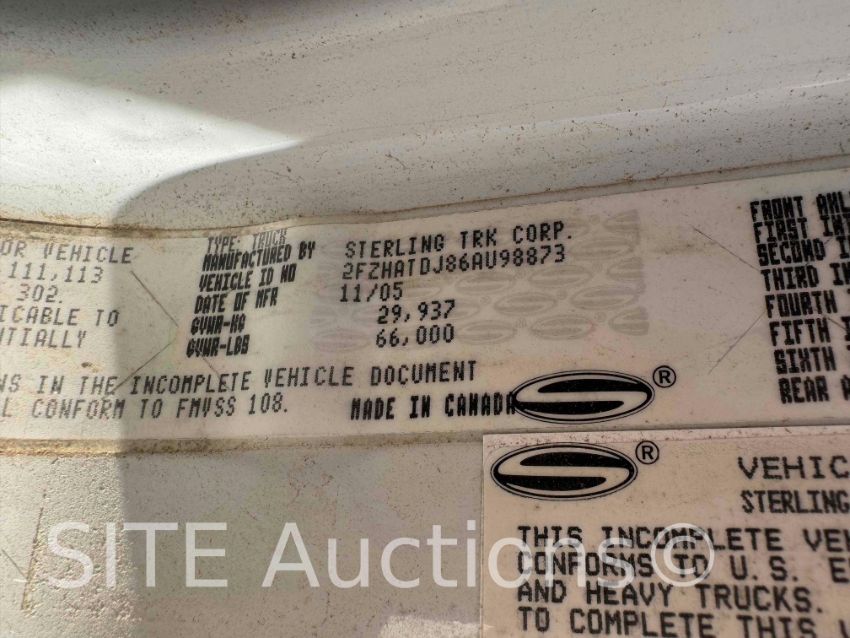 OR VEHICLE
111,113
302.
ICABLE TO
NTIALLY
NS IN THE INCOMPLETE VEHICLE DOCUMENT
L CONFORM TO FMVSS 108.
TYPE: TRUCK
MANUFACTURED BY STERLING TRK CORP.
VEHICLE ID NO 2FZHATDJ86AU98873
DATE OF MFR 11/05
GVWR-KG 29,937
GVWR-LBS 66,000
MADE IN CANADA
®
FRONT AXL
FIRST INT
SECOND I
THIRD IN
FOURTH
FIFTH I
SIXTH
REAR A
®
VEHIC
STERLING
THIS INCOMPLETE VEH
CONFORMS TO U.S. E
AND HEAVY TRUCKS.
TO COMPLETE THIS
SITE Auctions©